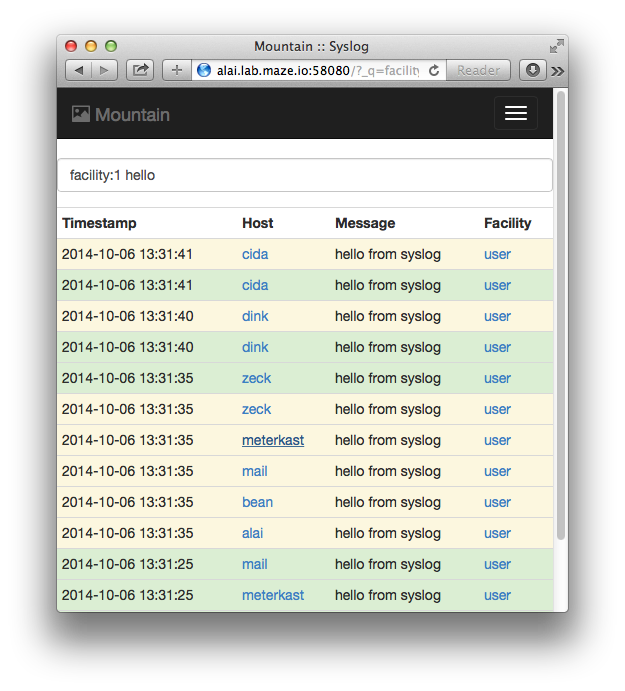 Mountain :: Syslog
alai.lab.maze.io:58080/?_q=facility
Reader
Mountain
facility:1 hello
Timestamp Host Message Facility
2014-10-06 13:31:41 cida hello from syslog user
2014-10-06 13:31:41 cida hello from syslog user
2014-10-06 13:31:40 dink hello from syslog user
2014-10-06 13:31:40 dink hello from syslog user
2014-10-06 13:31:35 zeck hello from syslog user
2014-10-06 13:31:35 zeck hello from syslog user
2014-10-06 13:31:35 meterkast hello from syslog user
2014-10-06 13:31:35 mail hello from syslog user
2014-10-06 13:31:35 bean hello from syslog user
2014-10-06 13:31:35 alai hello from syslog user
2014-10-06 13:31:25 mail hello from syslog user
2014-10-06 13:31:25 meterkast hello from syslog user